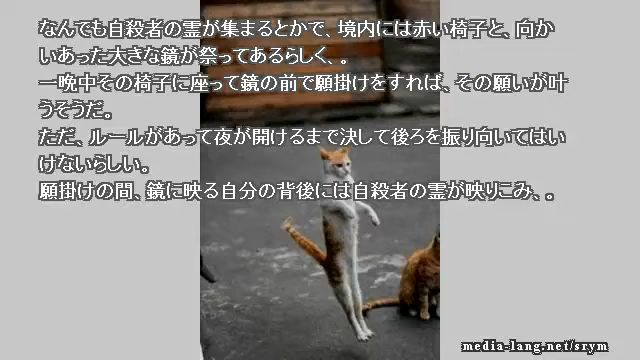 なんでも自殺者の霊が集まるとかで、境内には赤い椅子と、向か
いあった大きな鏡が祭ってあるらしく、。
一晩中その椅子に座って鏡の前で願掛けをすれば、その願いが叶
うそうだ。
ただ、ルールがあって夜が開けるまで決して後ろを振り向いてはい
けないらしい。
願掛けの間、鏡に映る自分の背後には自殺者の霊が映りこみ、。
media-lang.net/srym